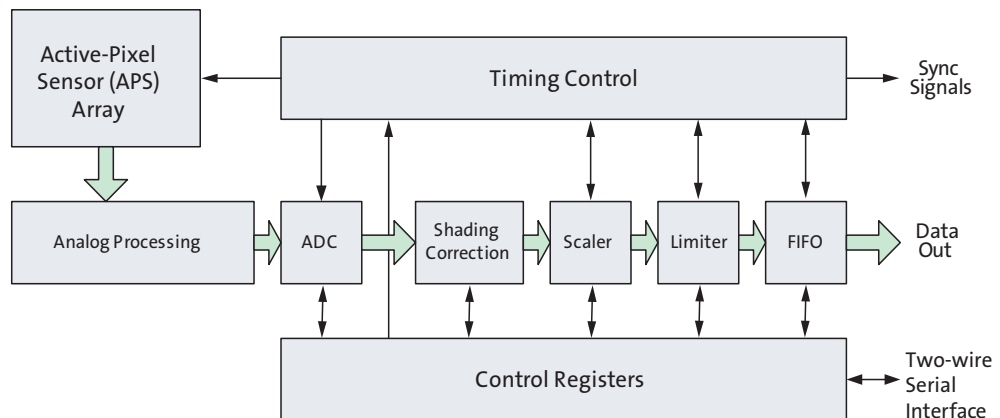 Active-Pixel
Sensor (APS)
Array
Timing Control
Sync
Signals
Analog Processing
ADC
Shading
Correction
Scaler
Limiter
FIFO
Data
Out
Control Registers
Two-wire
Serial
Interface